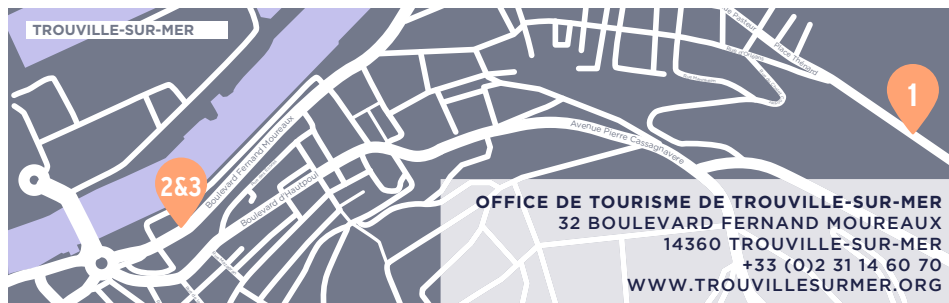 TROUVILLE-SUR-MER
Place Thénard
1
Avenue Pierre Cassagnavère
Boulevard Fernand Moureaux
2&3
Boulevard d'Hautpoul
OFFICE DE TOURISME DE TROUVILLE-SUR-MER
32 BOULEVARD FERNAND MOUREAUX
14360 TROUVILLE-SUR-MER
+33 (0)2 31 14 60 70
WWW.TROUVILLESURMER.ORG